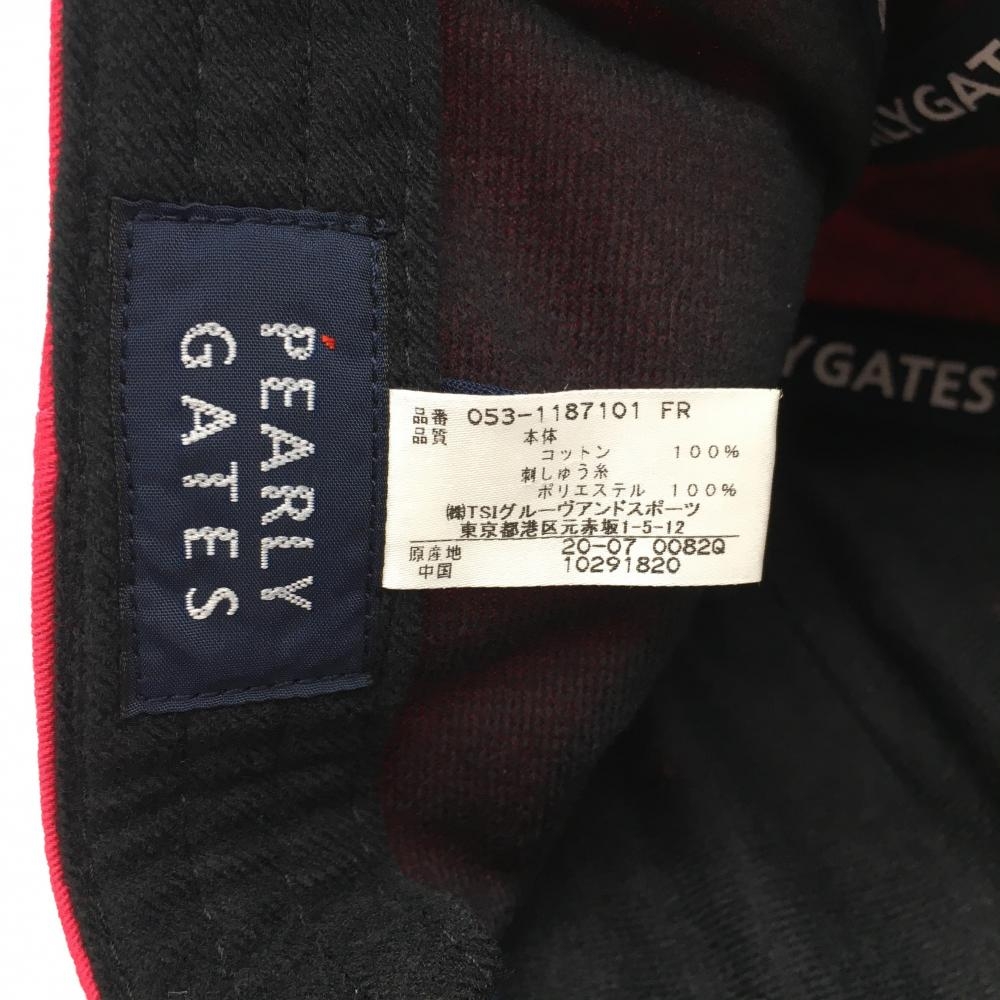 PEARLY
GATES
品番 053-1187101 FR
品質 本体
コットン 100%
刺しゅう糸
ポリエステル 100%
㈱TSIグルーヴアンドスポーツ
東京都港区元赤坂1-5-12
原産地 20-07 0082Q
中国 10291820
LYGAT
YGATES